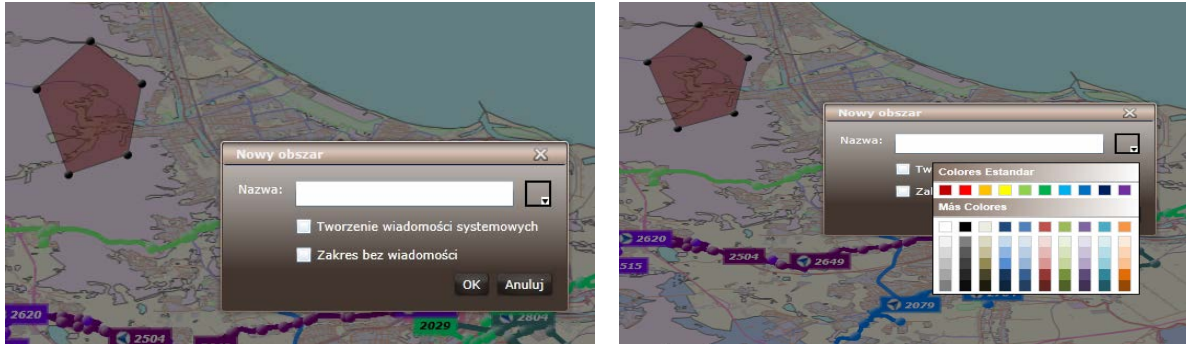 Nowy obszar
Nazwa:
Tworzenie wiadomości systemowych
Zakres bez wiadomości
OK Anuluj
2620
2504
2029
2804
Nowy obszar
Nazwa:
Tw
Zal
Colores Estandar
Más Colores
2620
515
2504
2649
2079